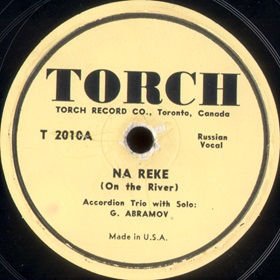 TORCH
TORCH RECORD CO., Toronto, Canada
T 2010A
Russian
Vocal
NA REKE
(On the River)
Accordion Trio with Solo:
G. ABRAMOV
Made in U.S.A.